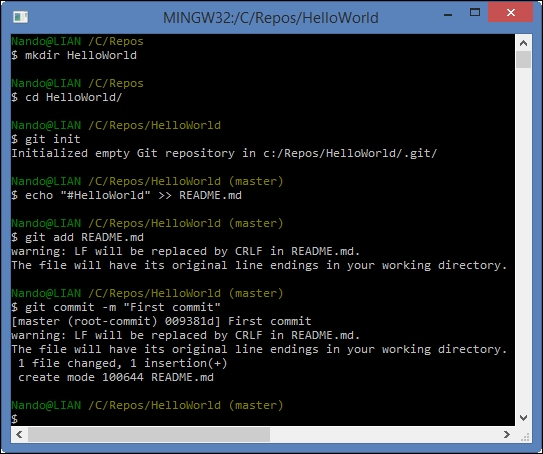 MINGW32:/C/Repos/HelloWorld
Nando@LIAN /C/Repos
$ mkdir HelloWorld
Nando@LIAN /C/Repos
$ cd HelloWorld/
Nando@LIAN /C/Repos/HelloWorld
$ git init
Initialized empty Git repository in c:/Repos/HelloWorld/.git/
Nando@LIAN /C/Repos/HelloWorld (master)
$ echo "#HelloWorld" >> README.md
Nando@LIAN /C/Repos/HelloWorld (master)
$ git add README.md
warning: LF will be replaced by CRLF in README.md.
The file will have its original line endings in your working directory.
Nando@LIAN /C/Repos/HelloWorld (master)
$ git commit -m "First commit"
[master (root-commit) 009381d] First commit
warning: LF will be replaced by CRLF in README.md.
The file will have its original line endings in your working directory.
 1 file changed, 1 insertion(+)
 create mode 100644 README.md
Nando@LIAN /C/Repos/HelloWorld (master)
$